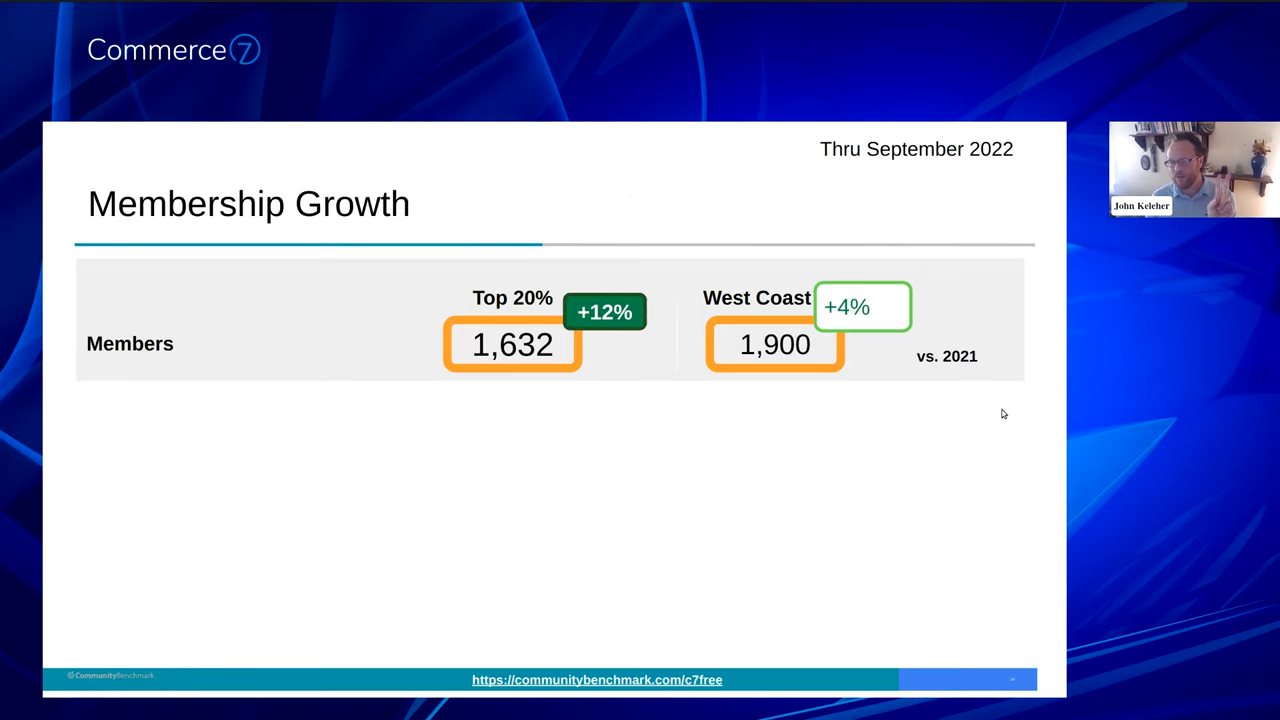 Commerce7
Thru September 2022
Membership Growth
Top 20%
+12%
West Coast
+4%
Members
1,632
1,900
vs. 2021
John Keleher
CommunityBenchmark.
https://communitybenchmark.com/c7free